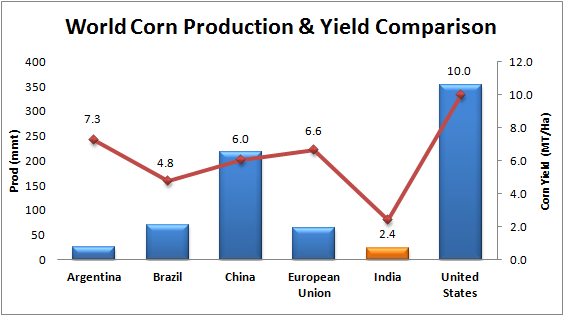 World Corn Production & Yield Comparison
400
350
300
250
200
150
100
50
0
Prod (mmt)
7.3
4.8
6.0
6.6
2.4
10.0
12.0
10.0
8.0
6.0
4.0
2.0
0.0
Corn Yield (MT/Ha)
Argentina
Brazil
China
European
Union
India
United
States